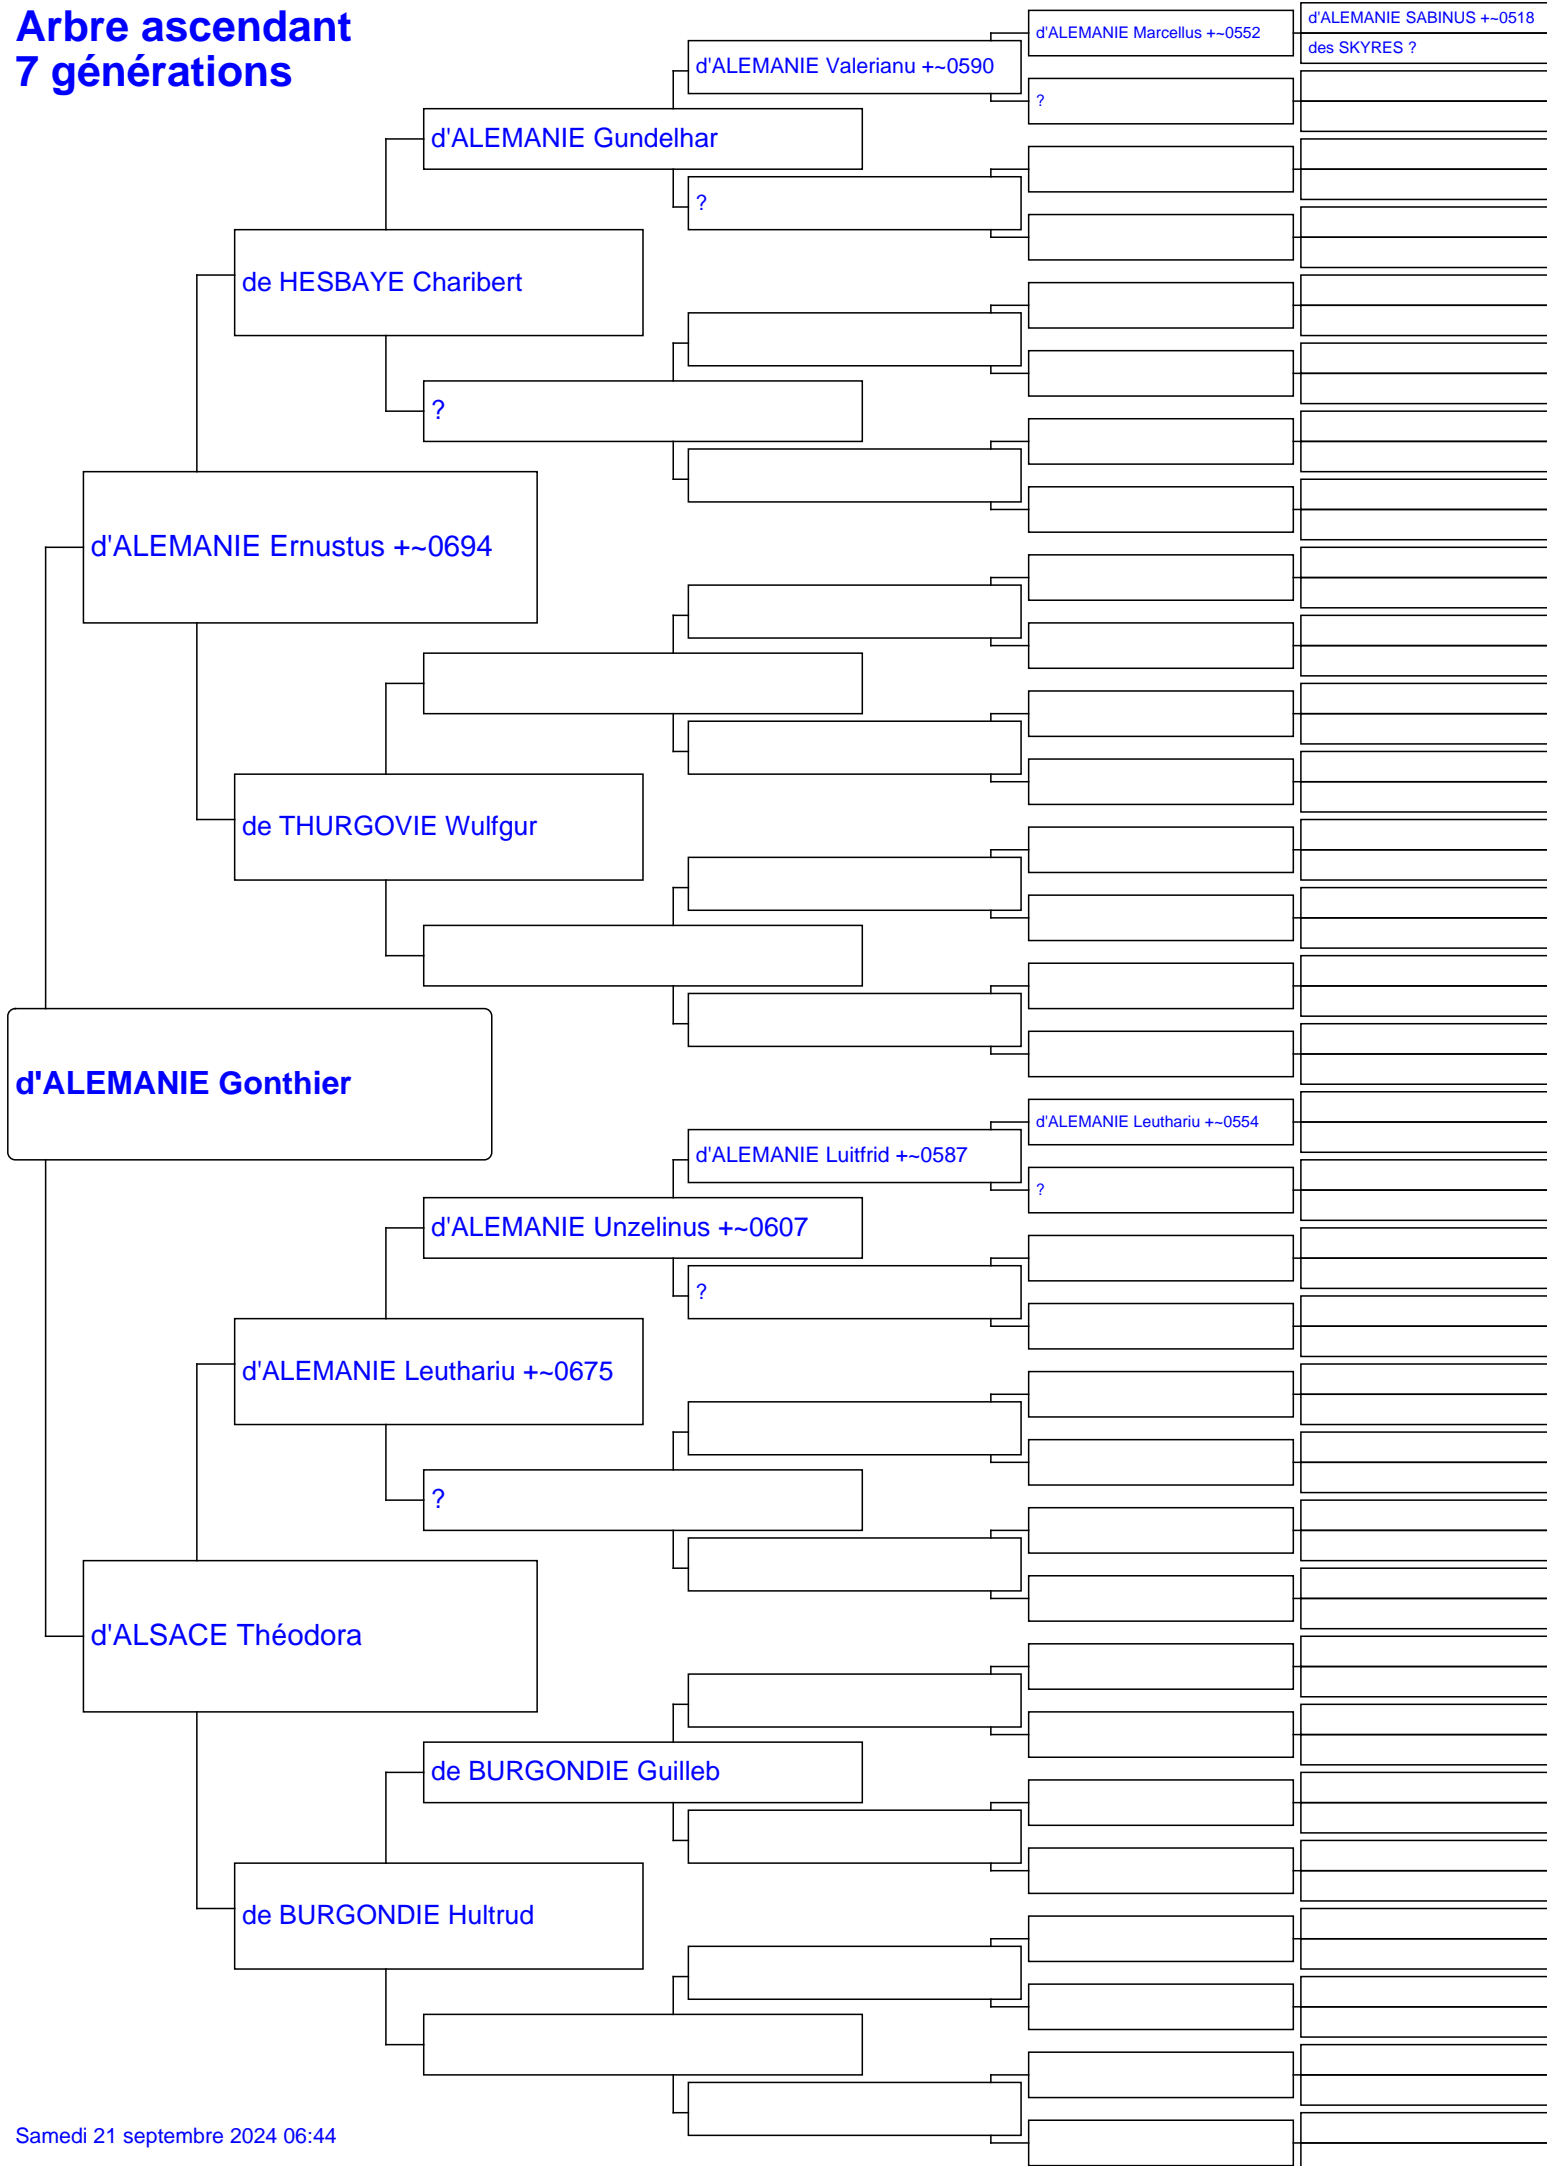 Arbre ascendant
7 générations
d'ALEMANIE SABINUS +~0518
d'ALEMANIE Marcellus +~0552
des SKYRES ?
d'ALEMANIE Valerianu +~0590
?
d'ALEMANIE Gundelhar
?
de HESBAYE Charibert
?
d'ALEMANIE Ernustus +~0694
de THURGOVIE Wulfgur
d'ALEMANIE Gonthier
d'ALEMANIE Leuthariu +~0554
d'ALEMANIE Luitfrid +~0587
?
d'ALEMANIE Unzelinus +~0607
?
d'ALEMANIE Leuthariu +~0675
?
d'ALSACE Théodora
de BURGONDIE Guilleb
de BURGONDIE Hultrud
Samedi 21 septembre 2024 06:44